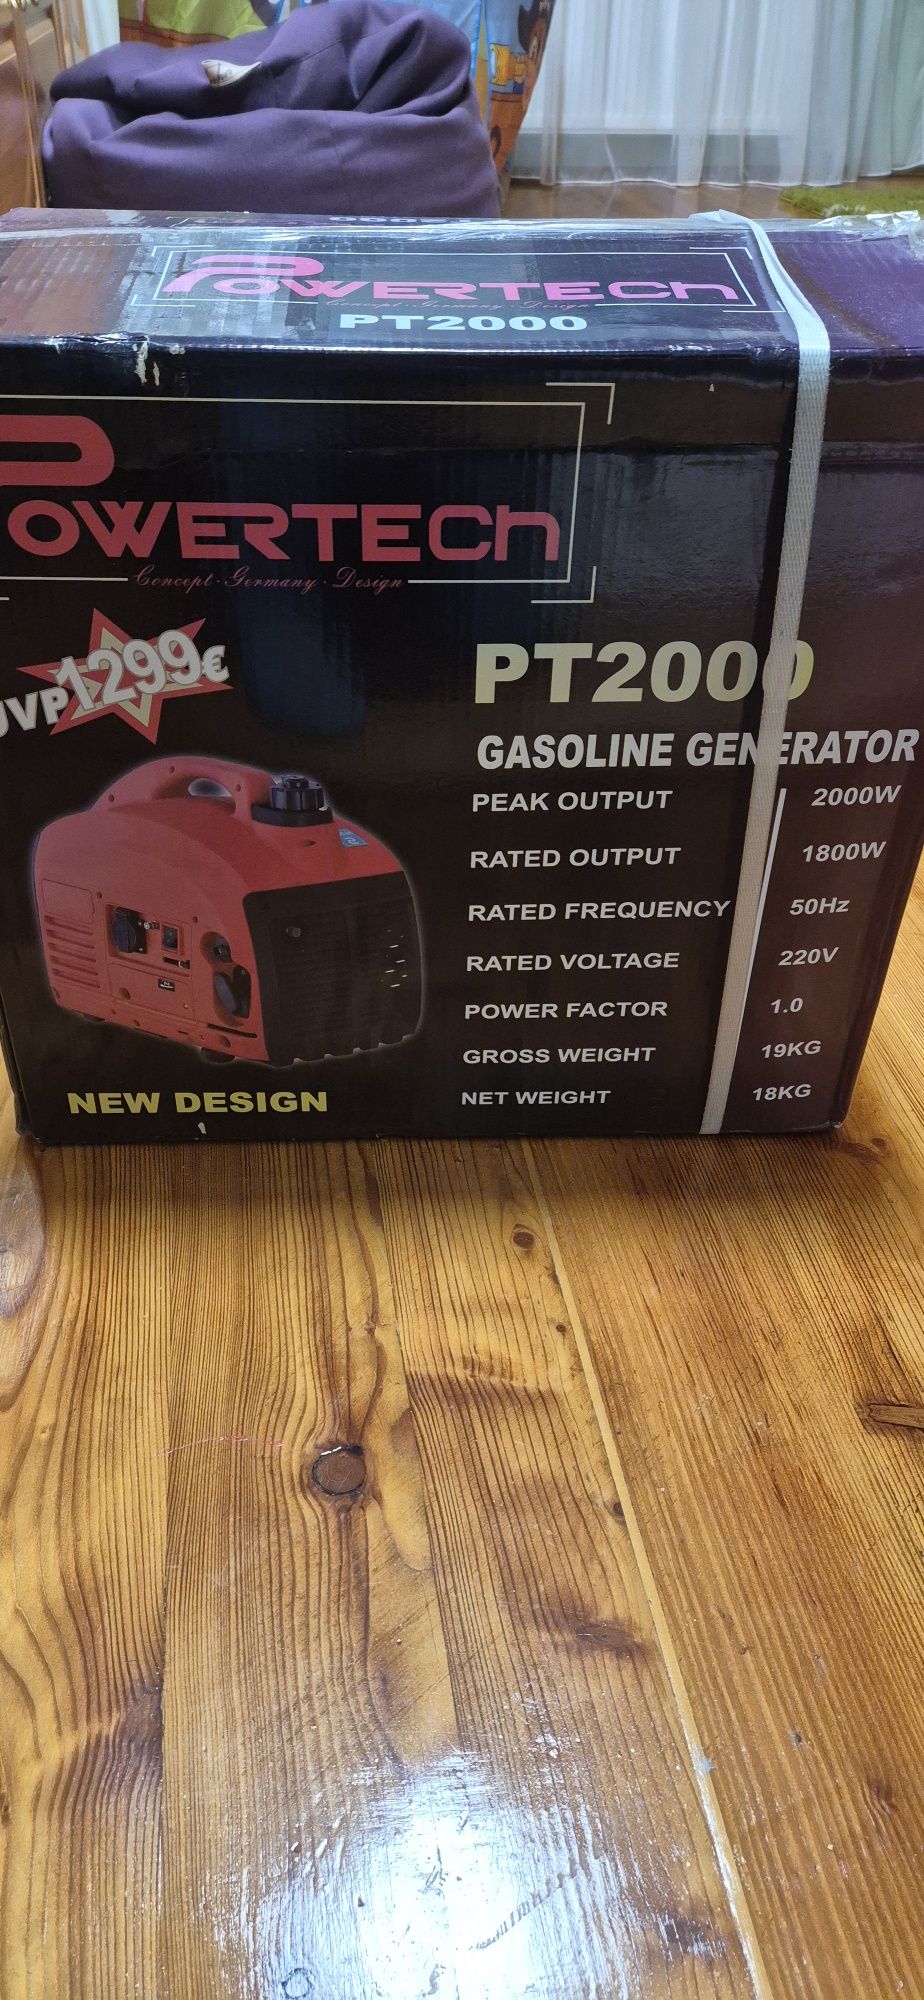 POWERTECH
Concept · Germany · Design
PT2000
POWERTECH
Concept · Germany · Design
UVP 1299€
PT2000
GASOLINE GENERATOR
PEAK OUTPUT 2000W
RATED OUTPUT 1800W
RATED FREQUENCY 50Hz
RATED VOLTAGE 220V
POWER FACTOR 1.0
GROSS WEIGHT 19KG
NET WEIGHT 18KG
NEW DESIGN